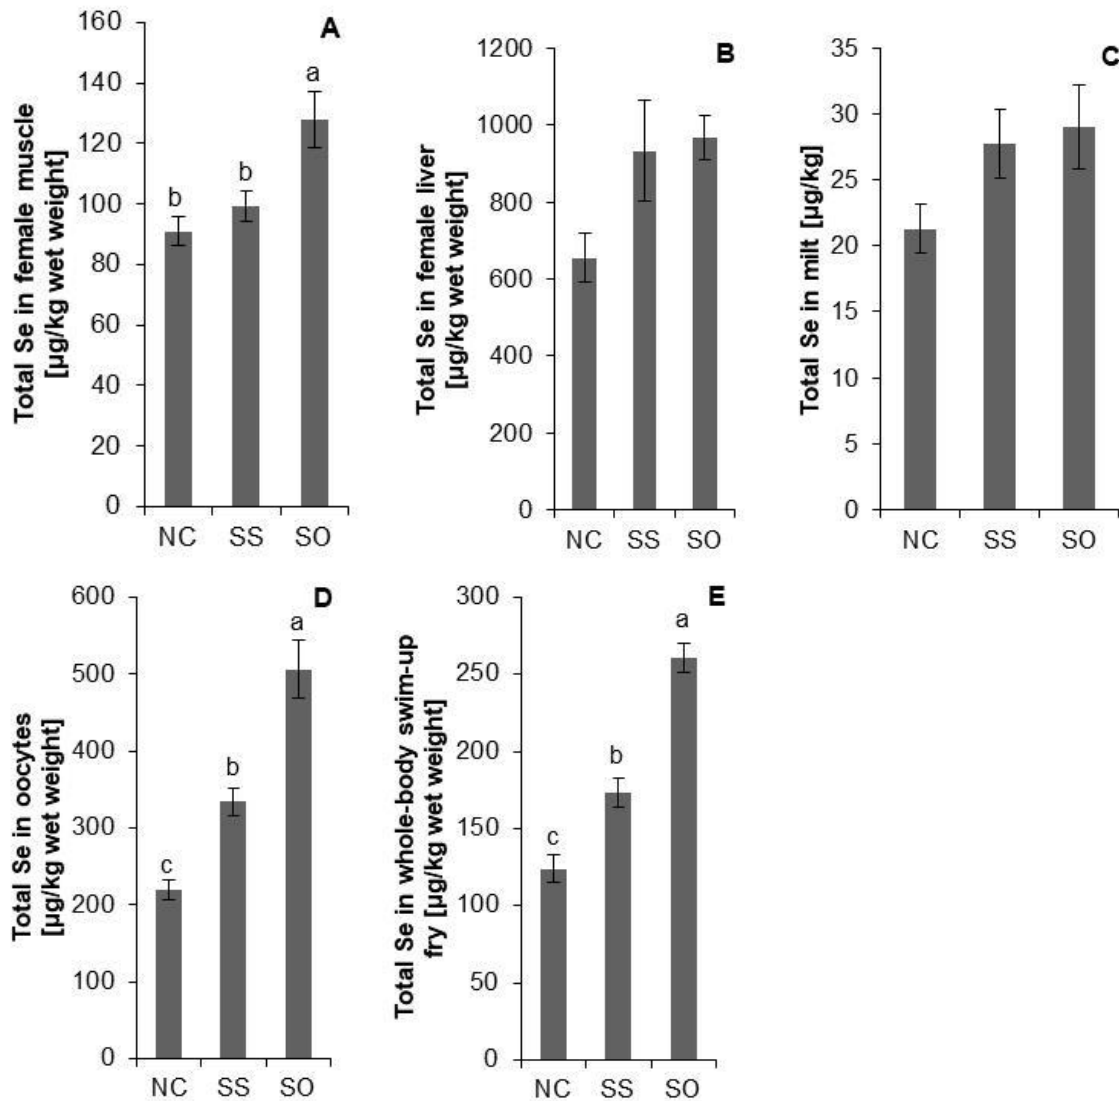 A
Total Se in female muscle
[µg/kg wet weight]
160
140
120
100
80
60
40
20
0
b
b
a
NC SS SO
B
Total Se in female liver
[µg/kg wet weight]
1200
1000
800
600
400
200
0
NC SS SO
C
Total Se in milt [µg/kg]
35
30
25
20
15
10
5
0
NC SS SO
D
Total Se in oocytes
[µg/kg wet weight]
600
500
400
300
200
100
0
c
b
a
NC SS SO
E
Total Se in whole-body swim-up
fry [µg/kg wet weight]
300
250
200
150
100
50
0
c
b
a
NC SS SO